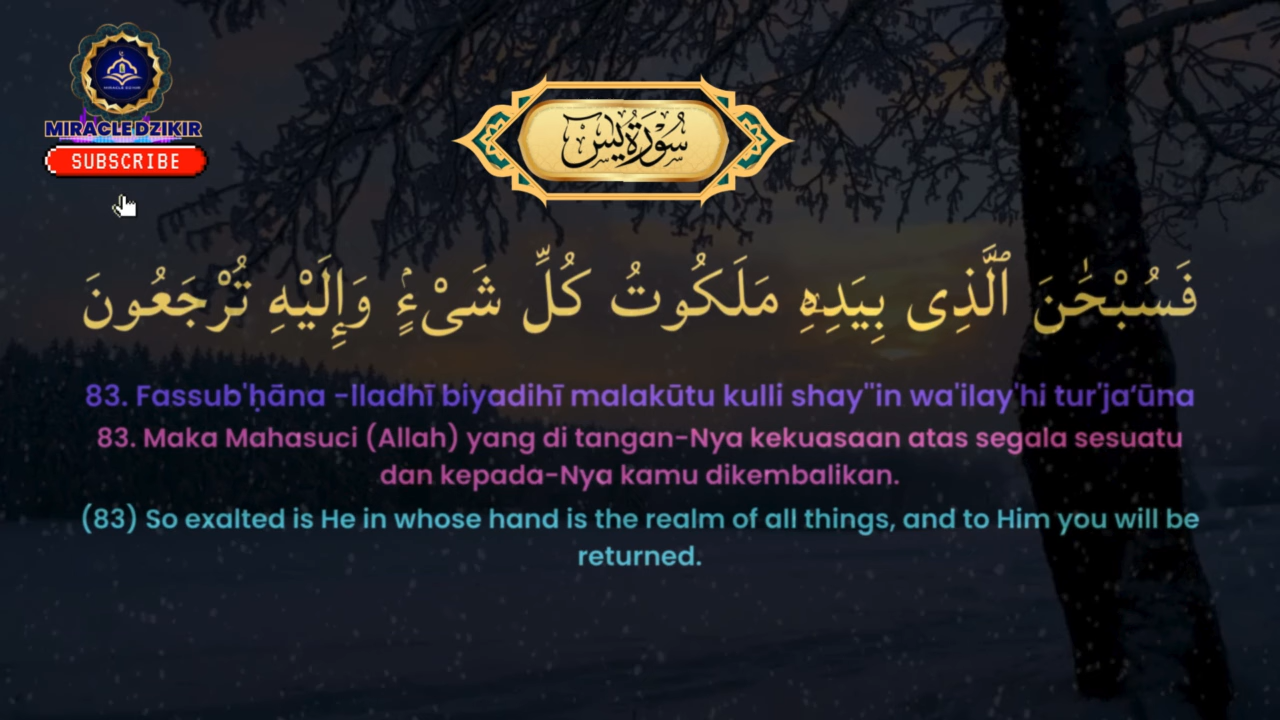 MIRACLE DZIKIR
SUBSCRIBE
سُوْرَةُ يٰسٓ
فَسُبْحَٰنَ ٱلَّذِى بِيَدِهِۦ مَلَكُوتُ كُلِّ شَىْءٍۢ وَإِلَيْهِ تُرْجَعُونَ
83. Fassub'ḥāna -lladhī biyadihī malakūtu kulli shay''in wa'ilay'hi tur'ja‘ūna
83. Maka Mahasuci (Allah) yang di tangan-Nya kekuasaan atas segala sesuatu
dan kepada-Nya kamu dikembalikan.
(83) So exalted is He in whose hand is the realm of all things, and to Him you will be
returned.